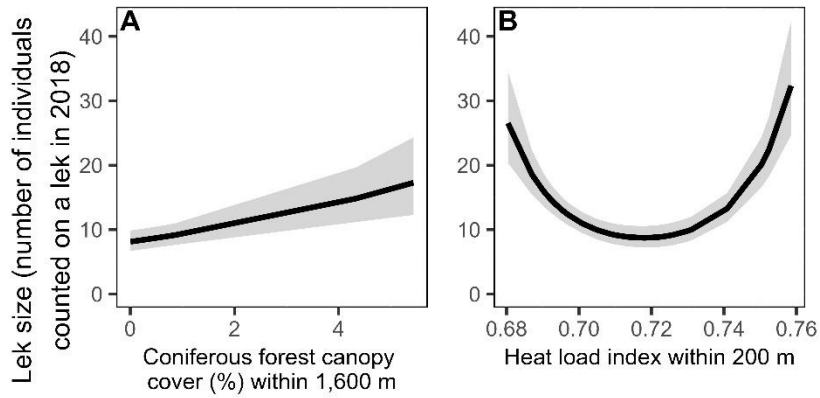 Lek size (number of individuals
counted on a lek in 2018)
A
40
30
20
10
0
0 2 4
Coniferous forest canopy
cover (%) within 1,600 m
B
40
30
20
10
0
0.68 0.70 0.72 0.74 0.76
Heat load index within 200 m